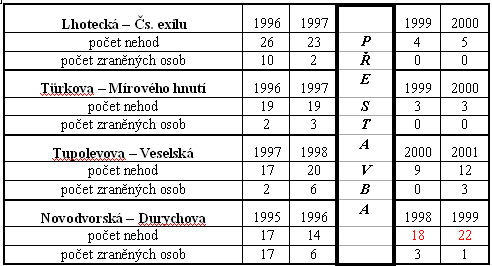 Lhotecká – Čs. exilu 1996 1997 1999 2000
počet nehod 26 23 4 5
počet zraněných osob 10 2 0 0
Türkova – Mírového hnutí 1996 1997 1999 2000
počet nehod 19 19 3 3
počet zraněných osob 2 3 0 0
Tupolevova – Veselská 1997 1998 2000 2001
počet nehod 17 20 9 12
počet zraněných osob 2 6 0 3
Novodvorská – Durychova 1995 1996 1998 1999
počet nehod 17 14 18 22
počet zraněných osob 17 6 3 1
P
Ř
E
S
T
A
V
B
A